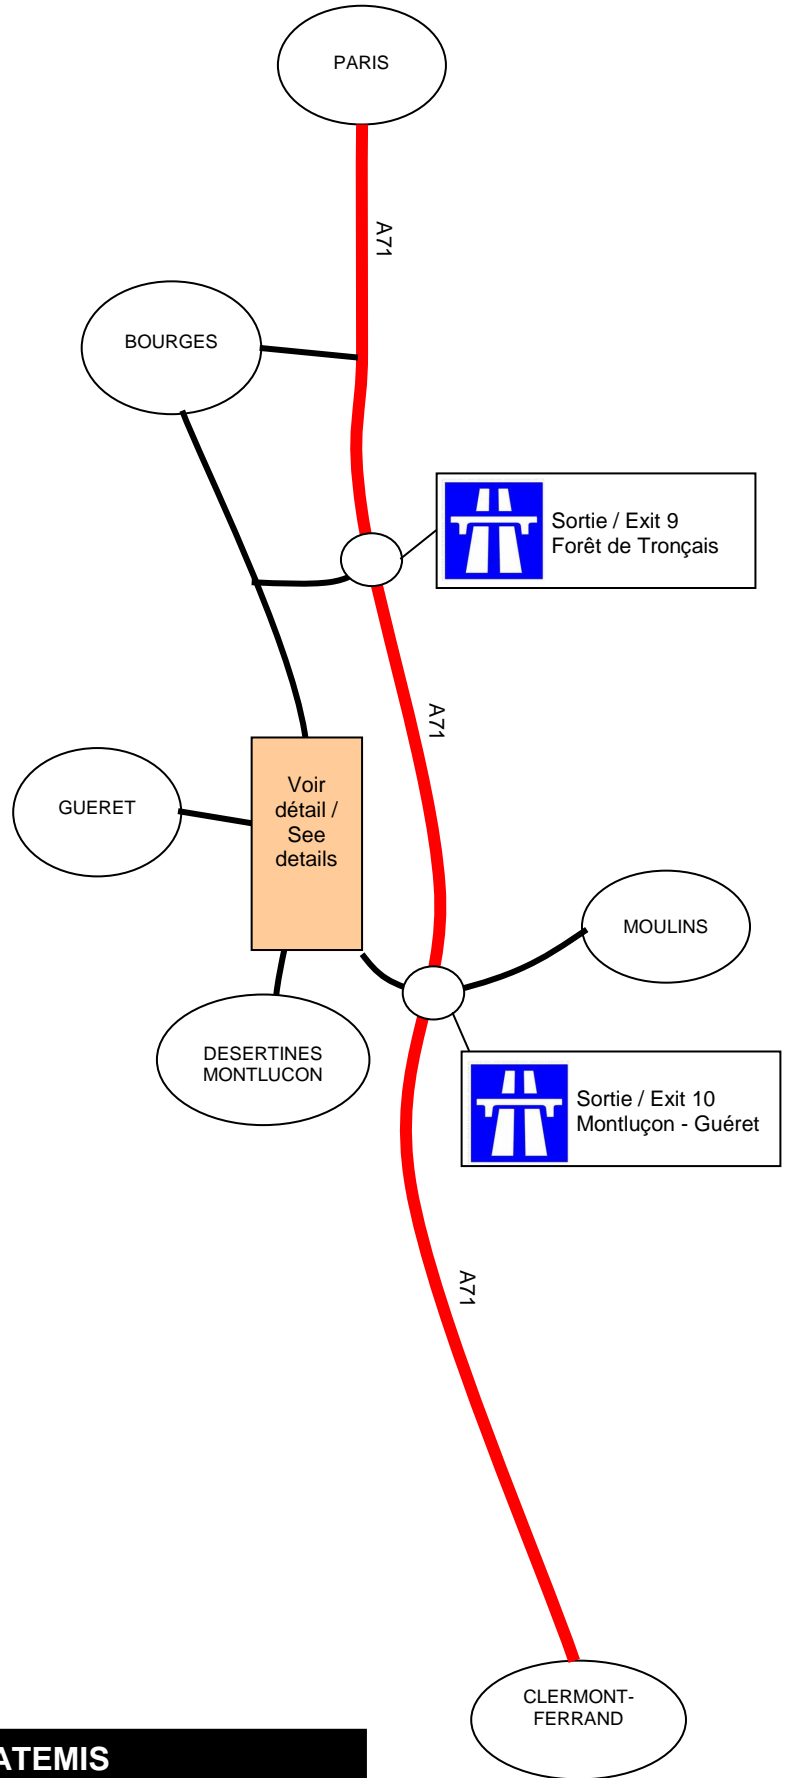 PARIS
A71
BOURGES
Sortie / Exit 9
Forêt de Tronçais
A71
Voir
détail /
See
details
GUERET
MOULINS
DESERTINES
MONTLUCON
Sortie / Exit 10
Montluçon - Guéret
A71
CLERMONT-
FERRAND
ATEMIS